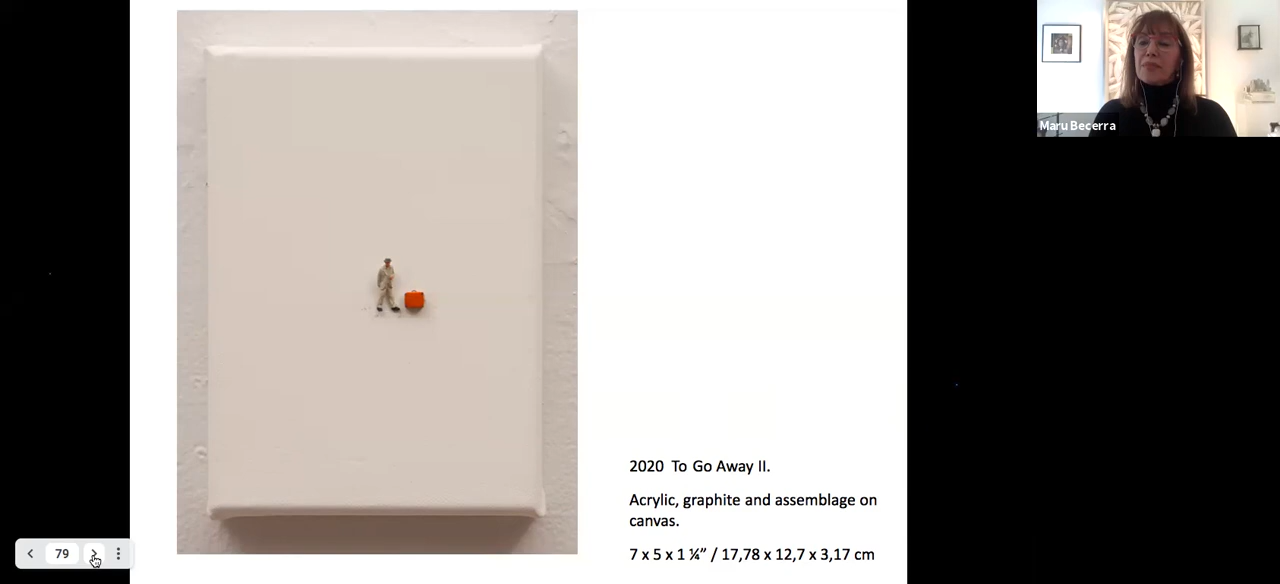 Maru Becerra
2020  To Go Away II.
Acrylic, graphite and assemblage on
canvas.
7 x 5 x 1 ¼” / 17,78 x 12,7 x 3,17 cm
79